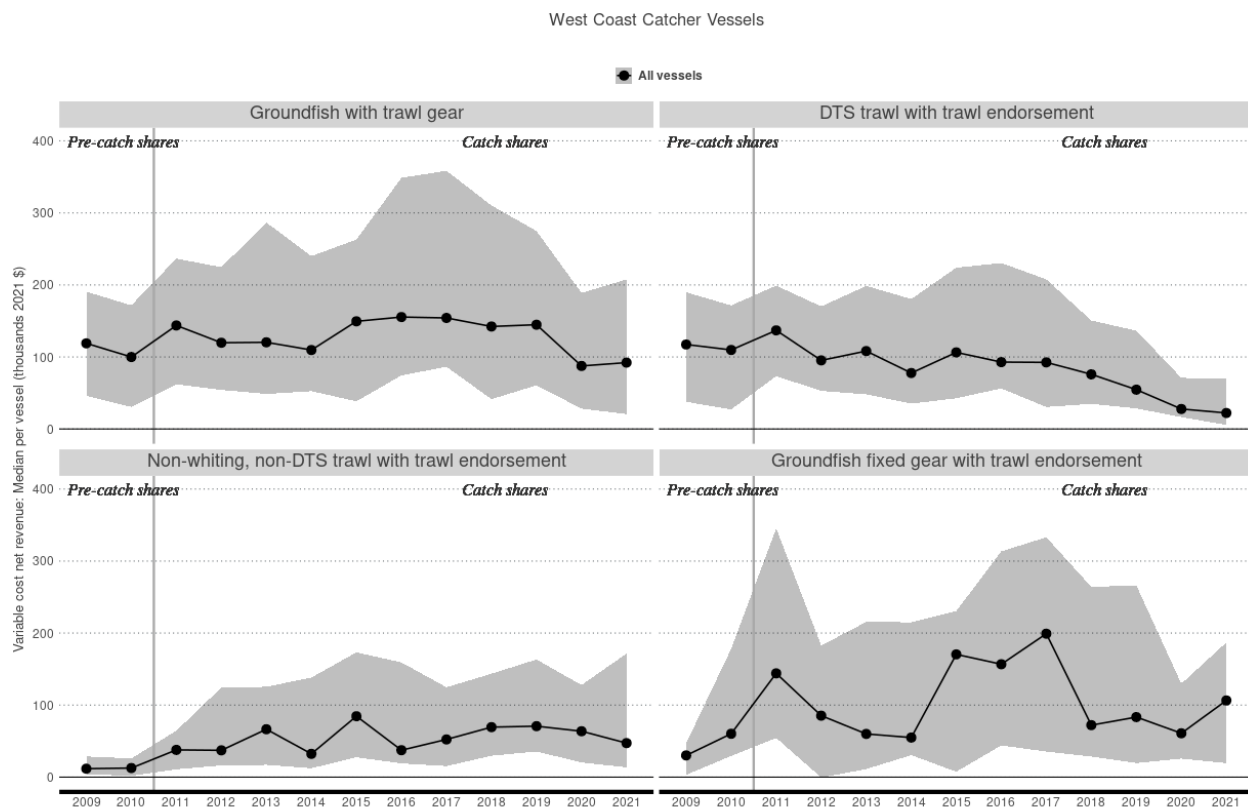 West Coast Catcher Vessels
All vessels
Variable cost net revenue: Median per vessel (thousands 2021 $)
Groundfish with trawl gear
Pre-catch shares
Catch shares
400
300
200
100
0
DTS trawl with trawl endorsement
Pre-catch shares
Catch shares
Non-whiting, non-DTS trawl with trawl endorsement
Pre-catch shares
Catch shares
400
300
200
100
0
Groundfish fixed gear with trawl endorsement
Pre-catch shares
Catch shares
2009 2010 2011 2012 2013 2014 2015 2016 2017 2018 2019 2020 2021
2009 2010 2011 2012 2013 2014 2015 2016 2017 2018 2019 2020 2021